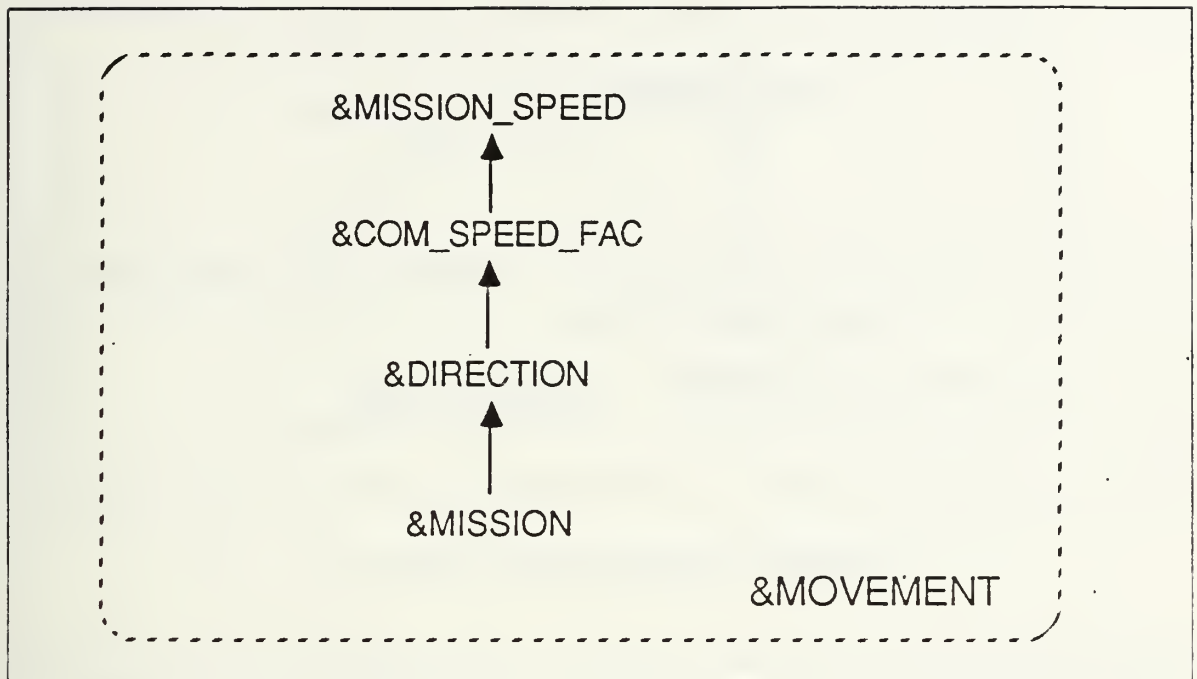 &MISSION_SPEED
&COM_SPEED_FAC
&DIRECTION
&MISSION
&MOVEMENT